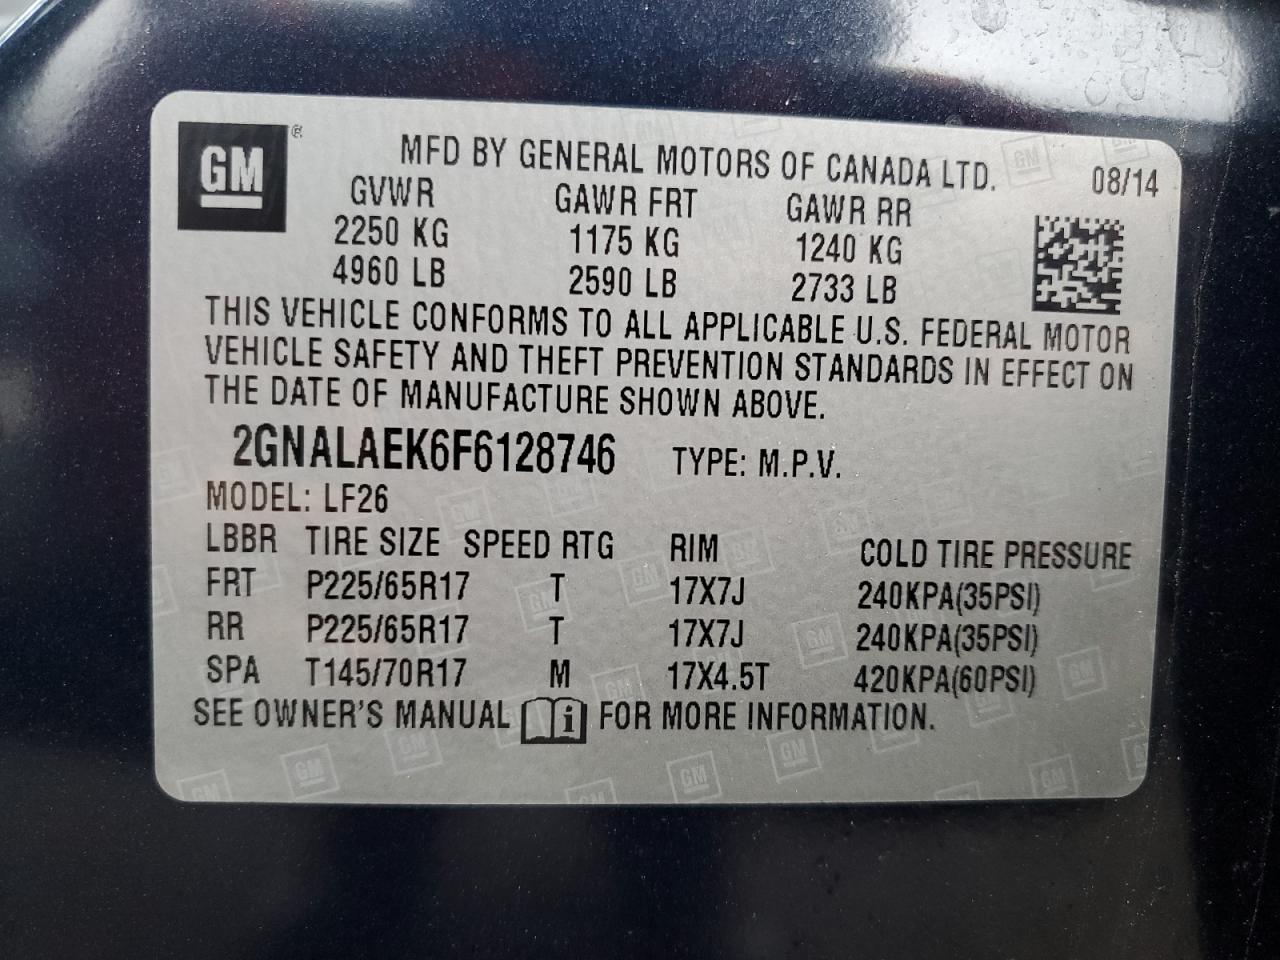 GM ®
MFD BY GENERAL MOTORS OF CANADA LTD. 08/14
GVWR GAWR FRT GAWR RR
2250 KG 1175 KG 1240 KG
4960 LB 2590 LB 2733 LB
THIS VEHICLE CONFORMS TO ALL APPLICABLE U.S. FEDERAL MOTOR
VEHICLE SAFETY AND THEFT PREVENTION STANDARDS IN EFFECT ON
THE DATE OF MANUFACTURE SHOWN ABOVE.
2GNALAEK6F6128746 TYPE: M.P.V.
MODEL: LF26
LBBR TIRE SIZE SPEED RTG RIM COLD TIRE PRESSURE
FRT P225/65R17 T 17X7J 240KPA(35PSI)
RR P225/65R17 T 17X7J 240KPA(35PSI)
SPA T145/70R17 M 17X4.5T 420KPA(60PSI)
SEE OWNER'S MANUAL i FOR MORE INFORMATION.